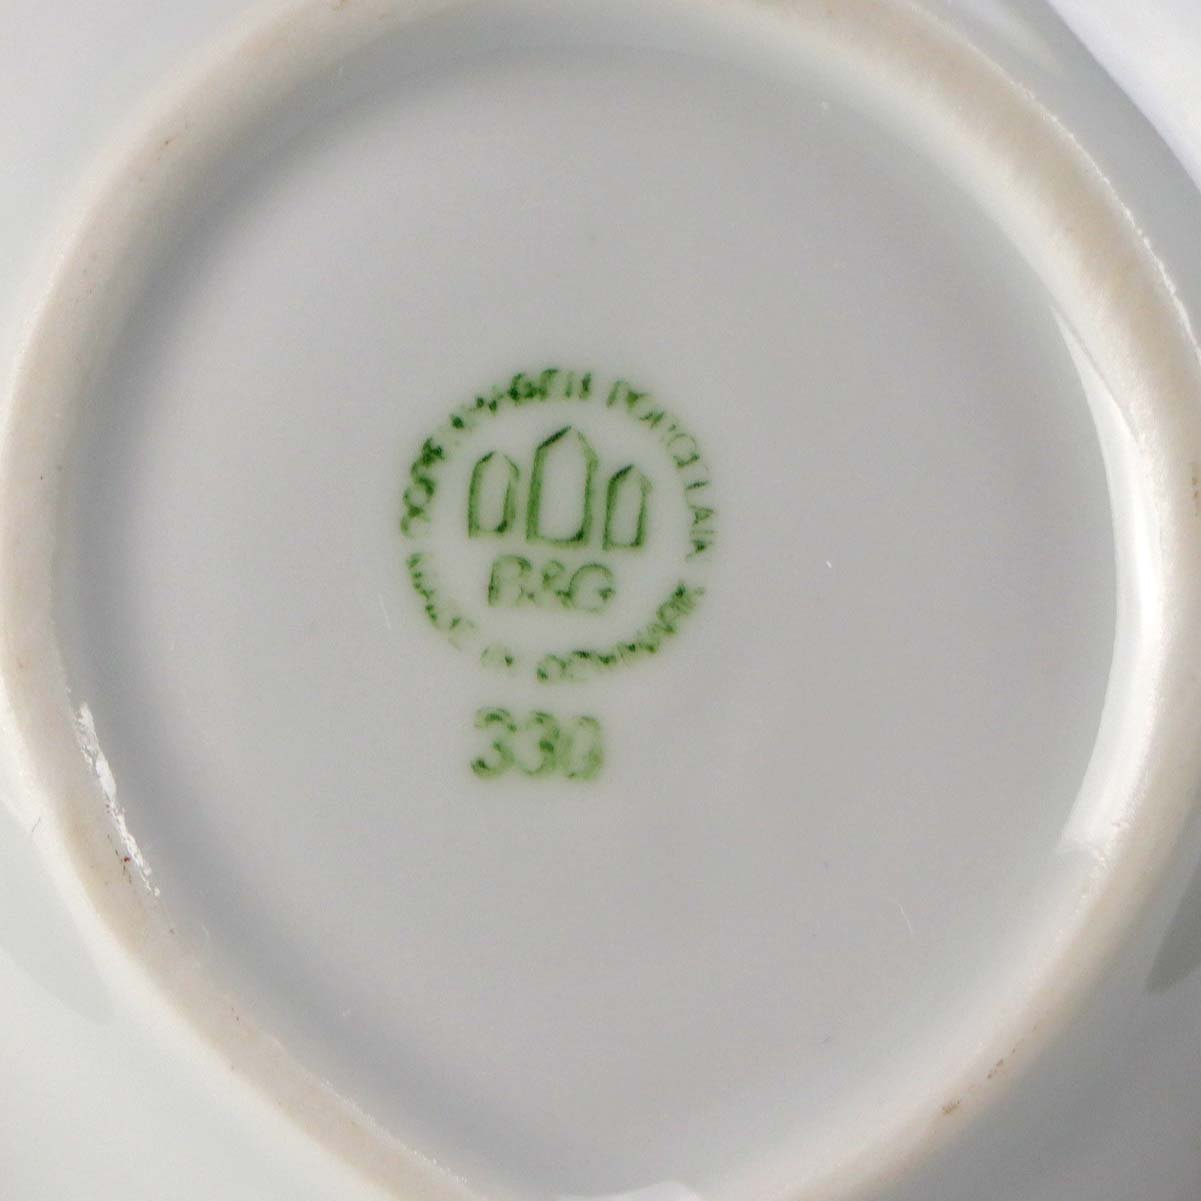 COPENHAGEN PORCELAIN
MADE IN DENMARK
B&G
330